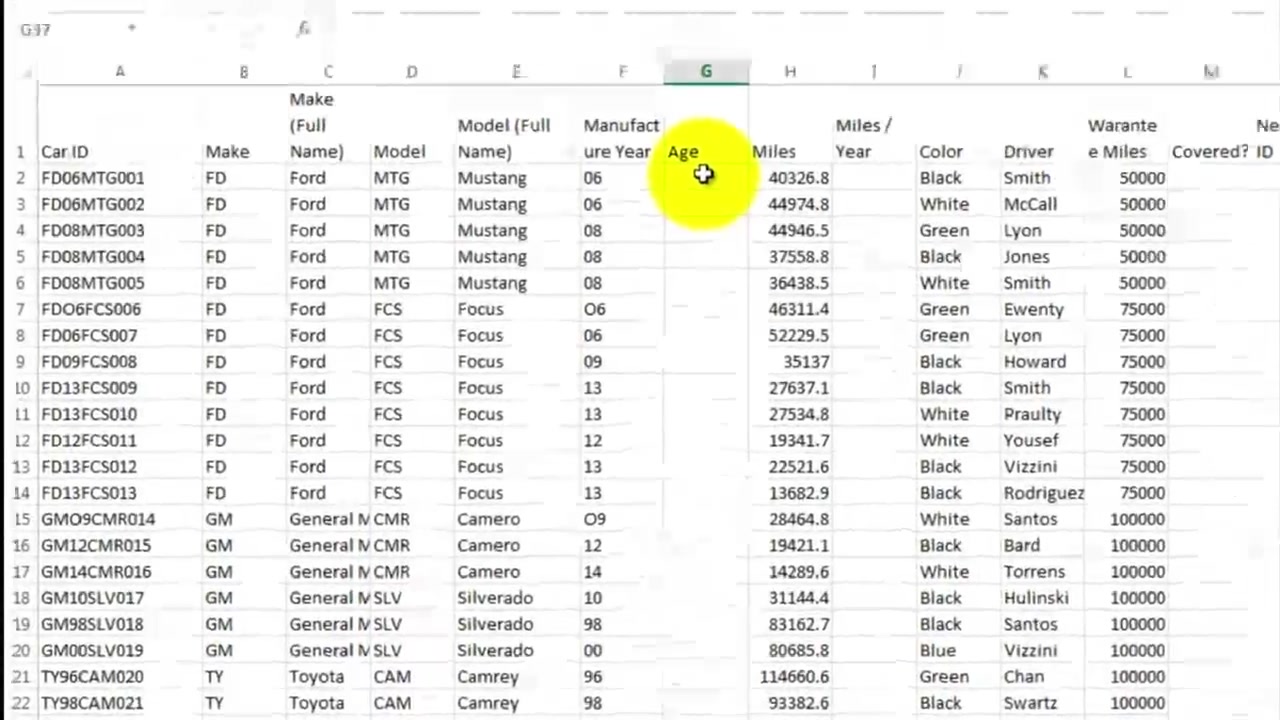 G37 fx
A B C D E F G H I J K L M
1 Car ID Make Make (Full Name) Model Model (Full Name) Manufact ure Year Age Miles Miles / Year Color Driver Warante e Miles Covered? Ne ID
2 FD06MTG001 FD Ford MTG Mustang 06 40326.8 Black Smith 50000
3 FD06MTG002 FD Ford MTG Mustang 06 44974.8 White McCall 50000
4 FD08MTG003 FD Ford MTG Mustang 08 44946.5 Green Lyon 50000
5 FD08MTG004 FD Ford MTG Mustang 08 37558.8 Black Jones 50000
6 FD08MTG005 FD Ford MTG Mustang 08 36438.5 White Smith 50000
7 FDO6FCS006 FD Ford FCS Focus O6 46311.4 Green Ewenty 75000
8 FD06FCS007 FD Ford FCS Focus 06 52229.5 Green Lyon 75000
9 FD09FCS008 FD Ford FCS Focus 09 35137 Black Howard 75000
10 FD13FCS009 FD Ford FCS Focus 13 27637.1 Black Smith 75000
11 FD13FCS010 FD Ford FCS Focus 13 27534.8 White Praulty 75000
12 FD12FCS011 FD Ford FCS Focus 12 19341.7 White Yousef 75000
13 FD13FCS012 FD Ford FCS Focus 13 22521.6 Black Vizzini 75000
14 FD13FCS013 FD Ford FCS Focus 13 13682.9 Black Rodriguez 75000
15 GMO9CMR014 GM General M CMR Camero O9 28464.8 White Santos 100000
16 GM12CMR015 GM General M CMR Camero 12 19421.1 Black Bard 100000
17 GM14CMR016 GM General M CMR Camero 14 14289.6 White Torrens 100000
18 GM10SLV017 GM General M SLV Silverado 10 31144.4 Black Hulinski 100000
19 GM98SLV018 GM General M SLV Silverado 98 83162.7 Black Santos 100000
20 GM00SLV019 GM General M SLV Silverado 00 80685.8 Blue Vizzini 100000
21 TY96CAM020 TY Toyota CAM Camrey 96 114660.6 Green Chan 100000
22 TY98CAM021 TY Toyota CAM Camrey 98 93382.6 Black Swartz 100000